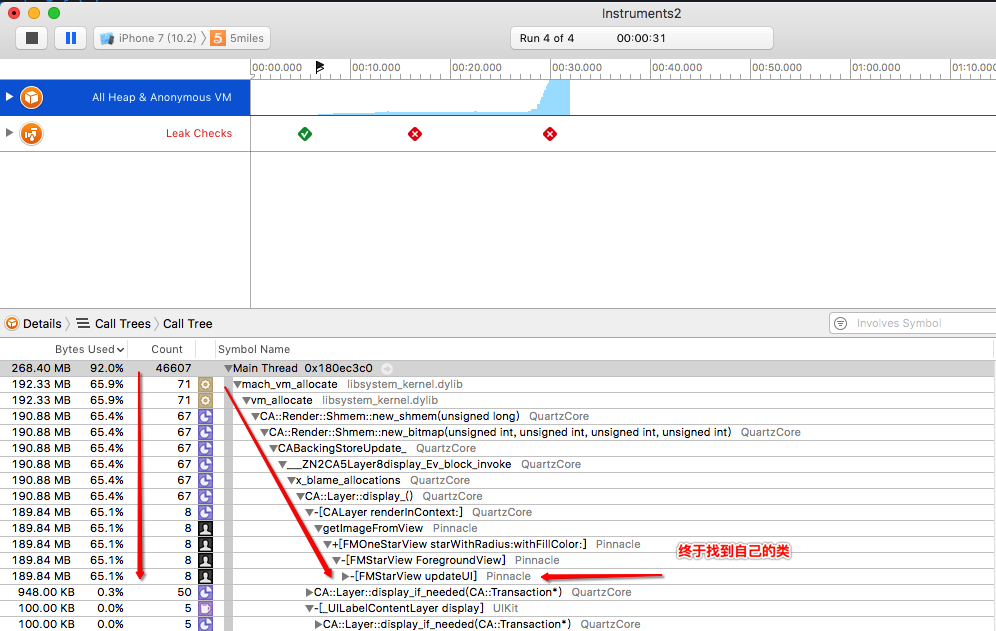 Instruments2
iPhone 7 (10.2) 5 5miles
Run 4 of 4 00:00:31
00:00.000 00:10.000 00:20.000 00:30.000 00:40.000 00:50.000 01:00.000 01:10.000
All Heap & Anonymous VM
Leak Checks
Details Call Trees Call Tree Involves Symbol
Bytes Used Count Symbol Name
268.40 MB 92.0% 46607 Main Thread 0x180ec3c0
192.33 MB 65.9% 71 mach_vm_allocate libsystem_kernel.dylib
192.33 MB 65.9% 71 vm_allocate libsystem_kernel.dylib
190.88 MB 65.4% 67 CA::Render::Shmem::new_shmem(unsigned long) QuartzCore
190.88 MB 65.4% 67 CA::Render::Shmem::new_bitmap(unsigned int, unsigned int, unsigned int, unsigned int) QuartzCore
190.88 MB 65.4% 67 CABackingStoreUpdate_ QuartzCore
190.88 MB 65.4% 67 ___ZN2CA5Layer8display_Ev_block_invoke QuartzCore
190.88 MB 65.4% 67 x_blame_allocations QuartzCore
190.88 MB 65.4% 67 CA::Layer::display_() QuartzCore
189.84 MB 65.1% 8 -[CALayer renderInContext:] QuartzCore
189.84 MB 65.1% 8 getImageFromView Pinnacle
189.84 MB 65.1% 8 +[FMOneStarView starWithRadius:withFillColor:] Pinnacle
终于找到自己的类
189.84 MB 65.1% 8 -[FMStarView ForegroundView] Pinnacle
189.84 MB 65.1% 8 -[FMStarView updateUI] Pinnacle
948.00 KB 0.3% 50 CA::Layer::display_if_needed(CA::Transaction*) QuartzCore
100.00 KB 0.0% 5 -[_UILabelContentLayer display] UIKit
100.00 KB 0.0% 5 CA::Layer::display_if_needed(CA::Transaction*) QuartzCore